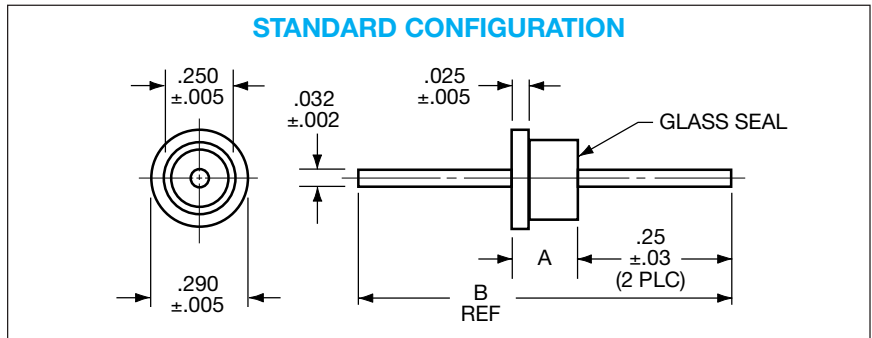 STANDARD CONFIGURATION
.250
±.005
.032
±.002
.025
±.005
GLASS SEAL
A
.25
±.03
(2 PLC)
B
REF
.290
±.005